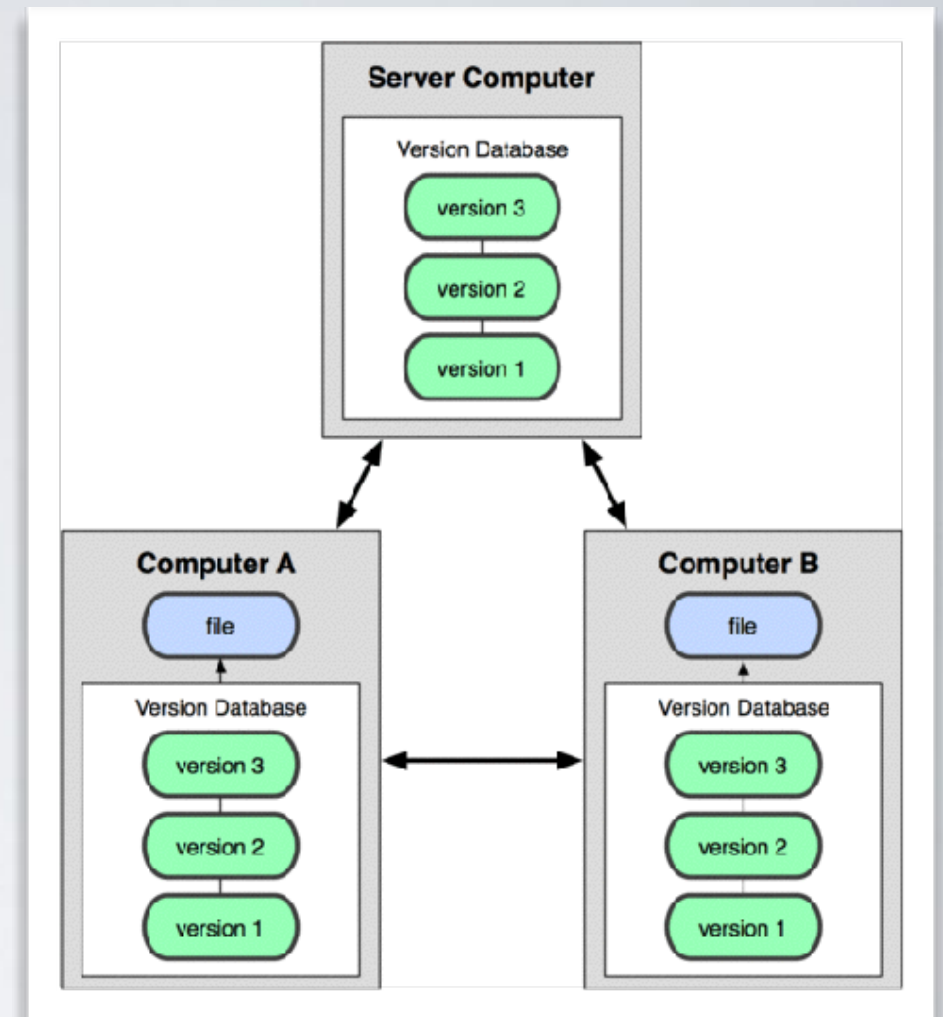 Server Computer
Version Database
version 3
version 2
version 1
Computer A
file
Version Database
version 3
version 2
version 1
Computer B
file
Version Database
version 3
version 2
version 1